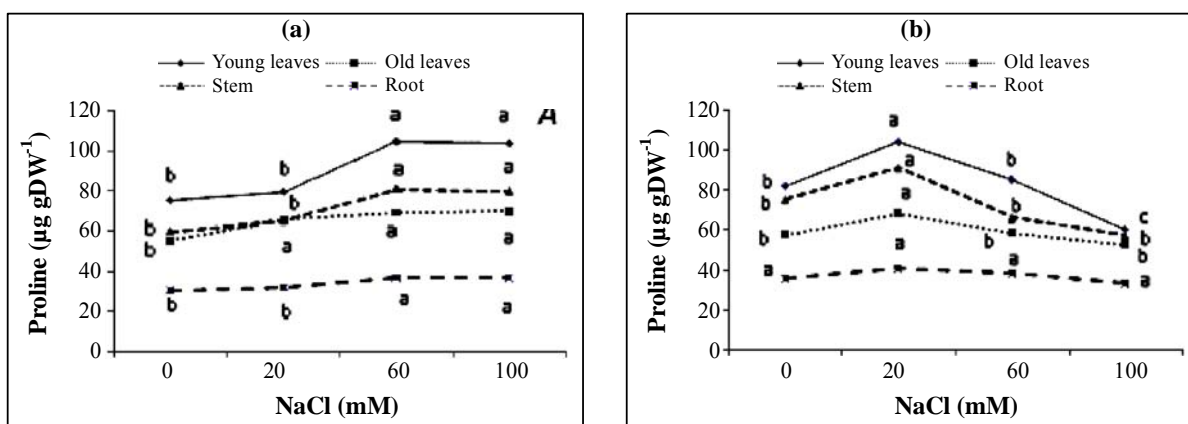 (a)
Young leaves Old leaves
Stem Root
Proline (µg gDW-1)
120
100
80
60
40
20
0
a a A
b b a a
b
b
b a a a
b b a a
0 20 60 100
NaCl (mM)
(b)
Young leaves Old leaves
Stem Root
Proline (µg gDW-1)
120
100
80
60
40
20
0
a
b a b
b a b c
b b b
a a a b
a
0 20 60 100
NaCl (mM)